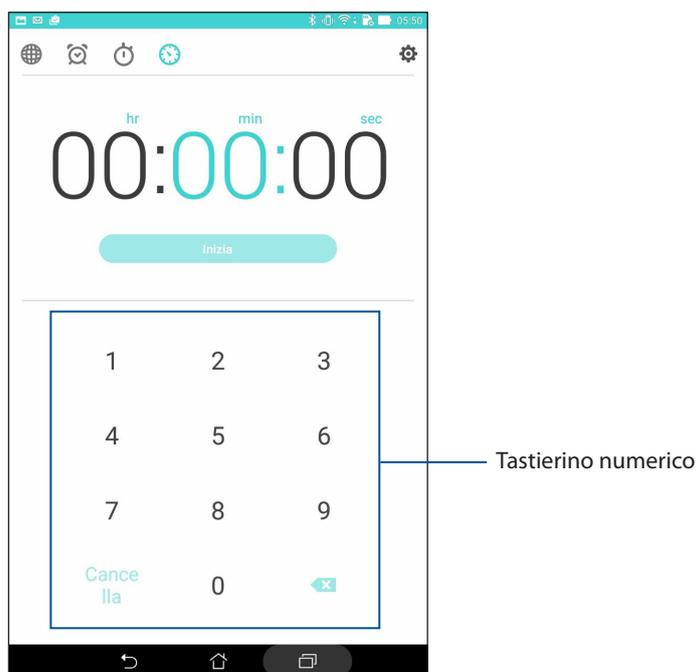 05:50
hr min sec
00:00:00
Inizia
1 2 3
4 5 6
Tastierino numerico
7 8 9
Cance
lla
0